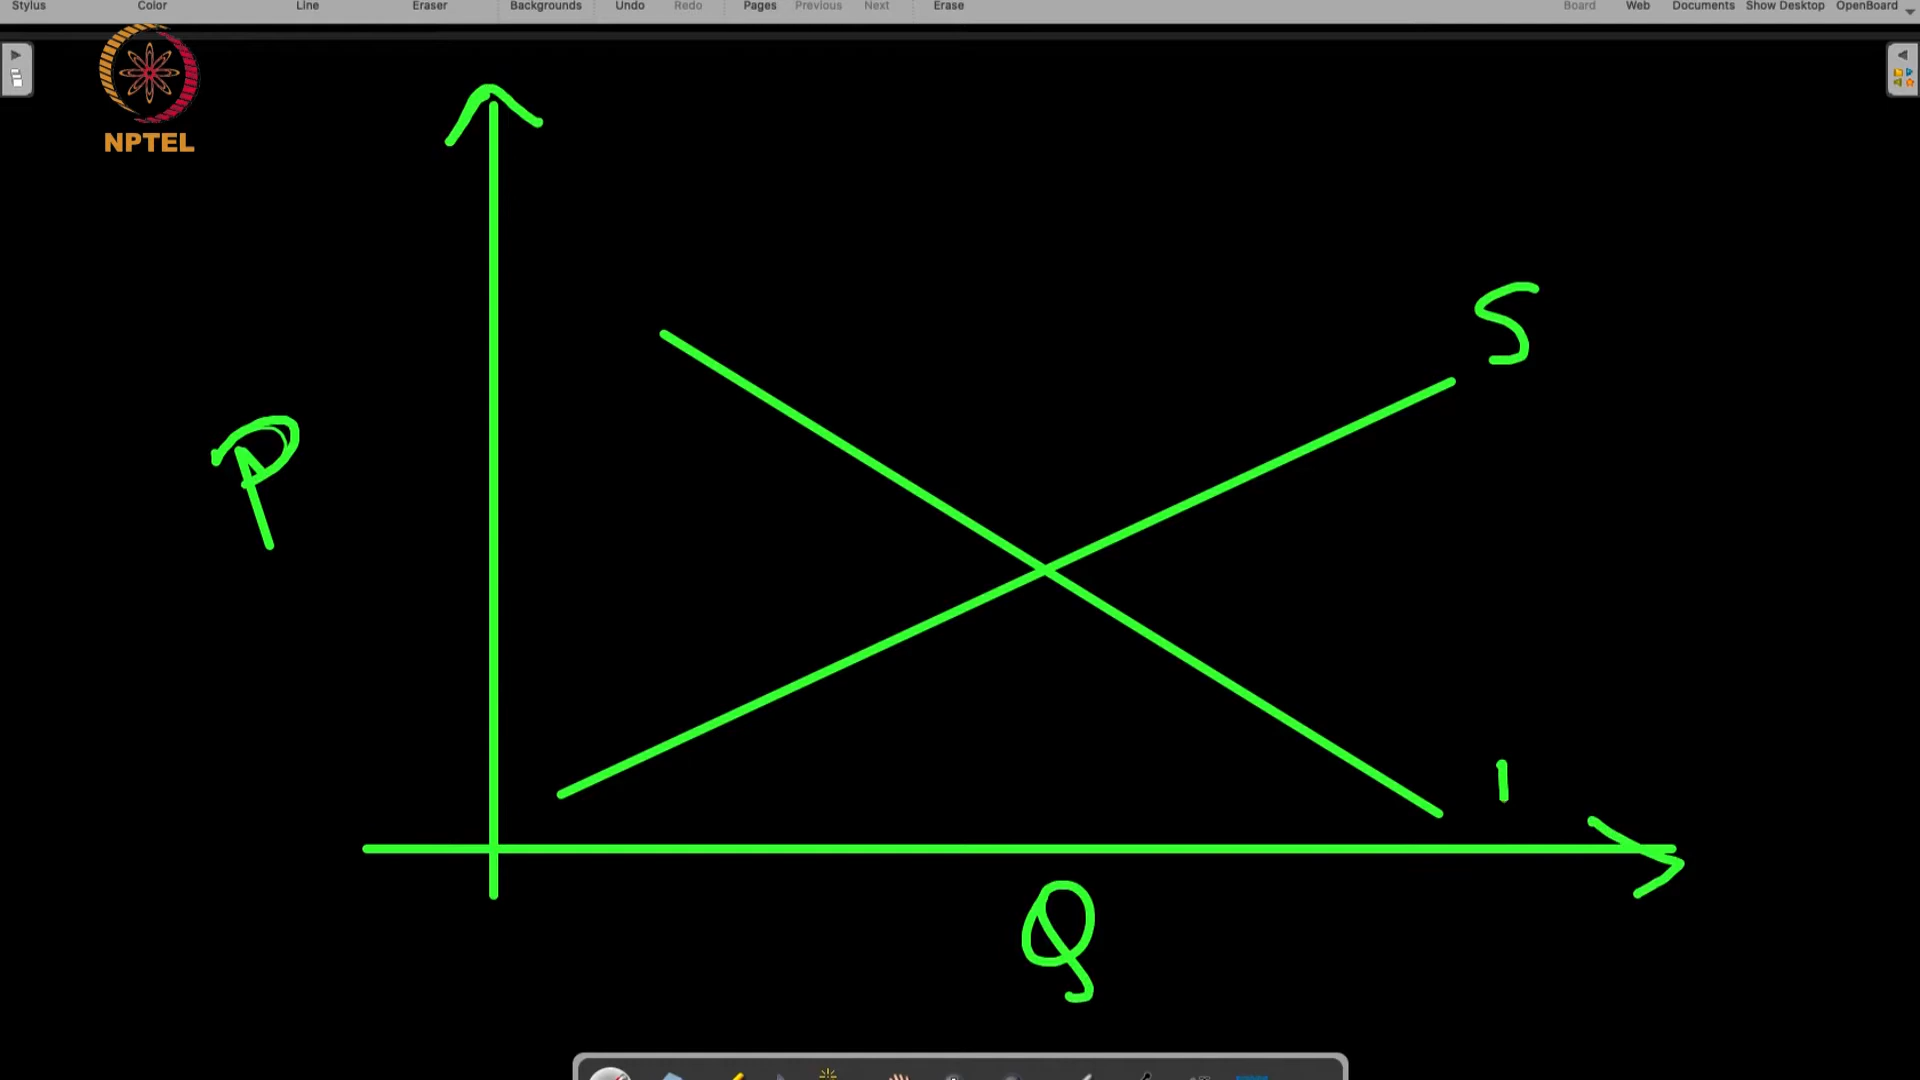 Stylus Color Line Eraser Backgrounds Undo Redo Pages Previous Next Erase Board Web Documents Show Desktop OpenBoard
NPTEL
S
P
Q